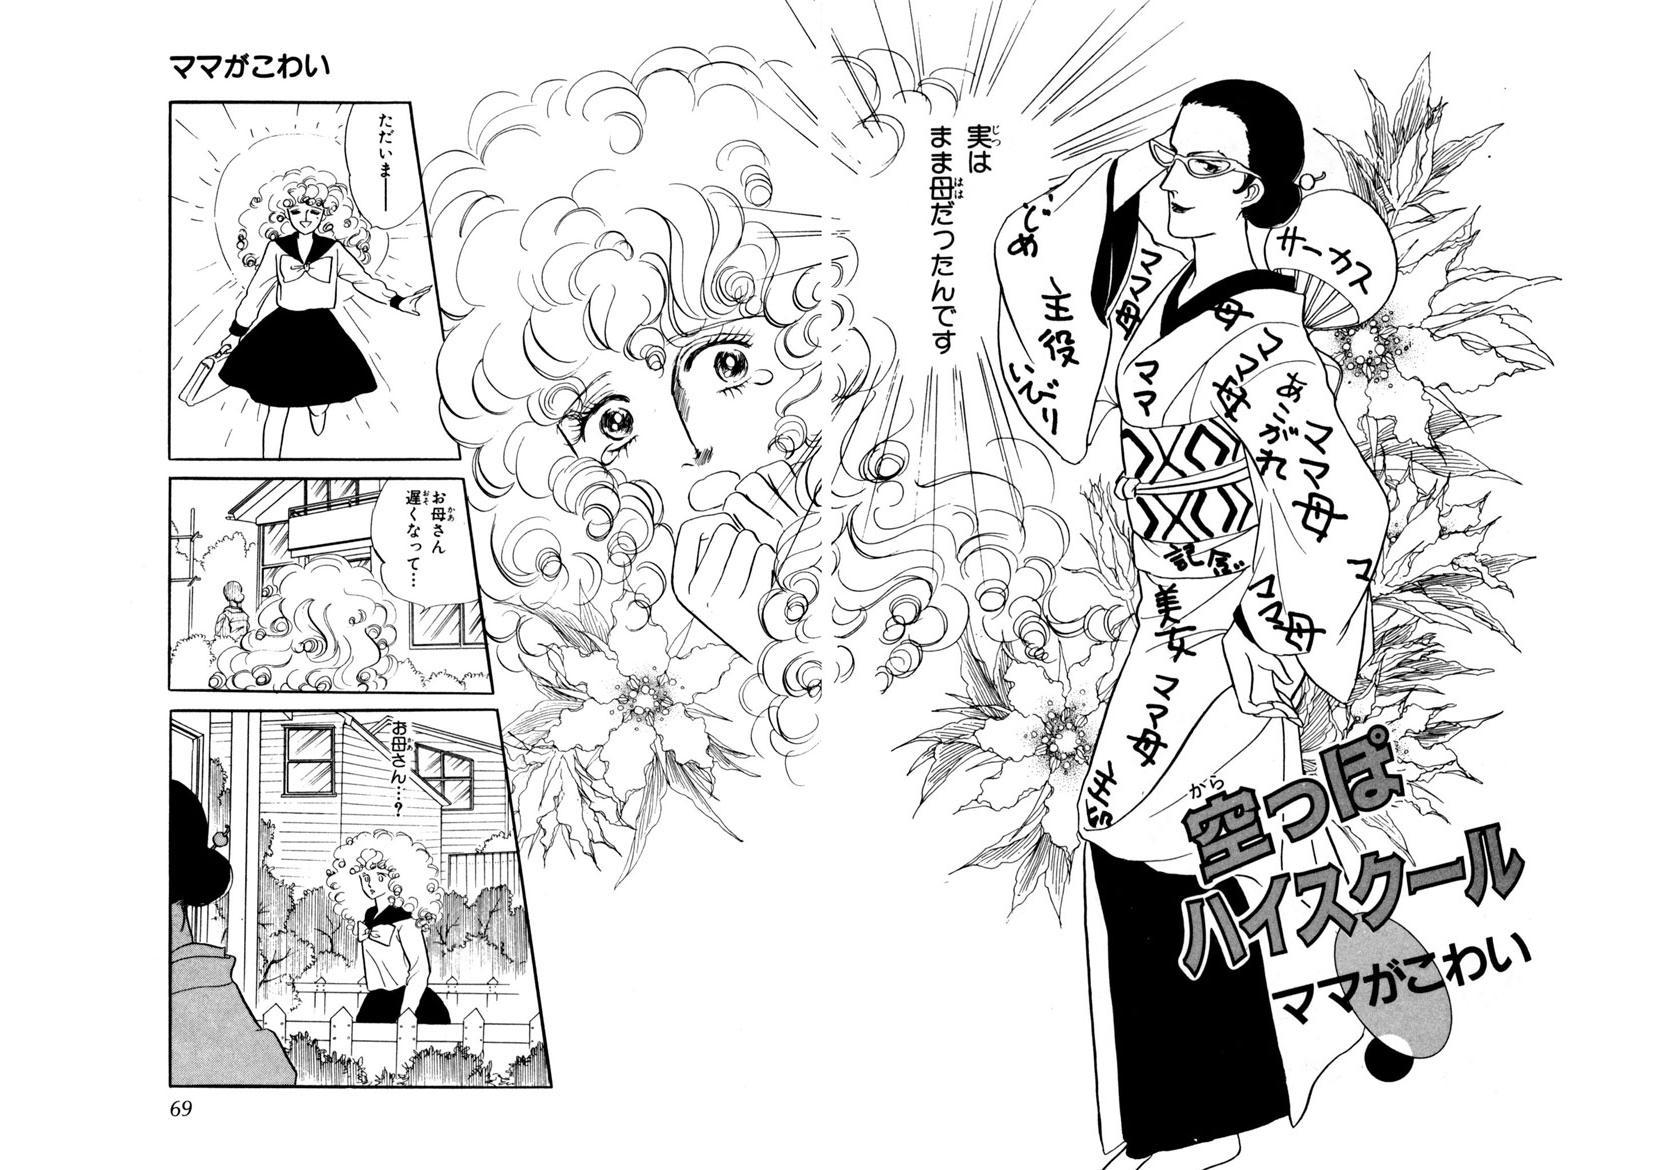 ママがこわい
ただいまー
お母さん
遅くなって…
お母さん…?
実は
まま母だったんです
いじめ
主役
いびり
ママ母
母
ママ
ママ母
あこがれ
ママ母
サーカス
記念
美女
ママ母
ママ母
マ
主役
空っぽ
ハイスクール
ママがこわい
69